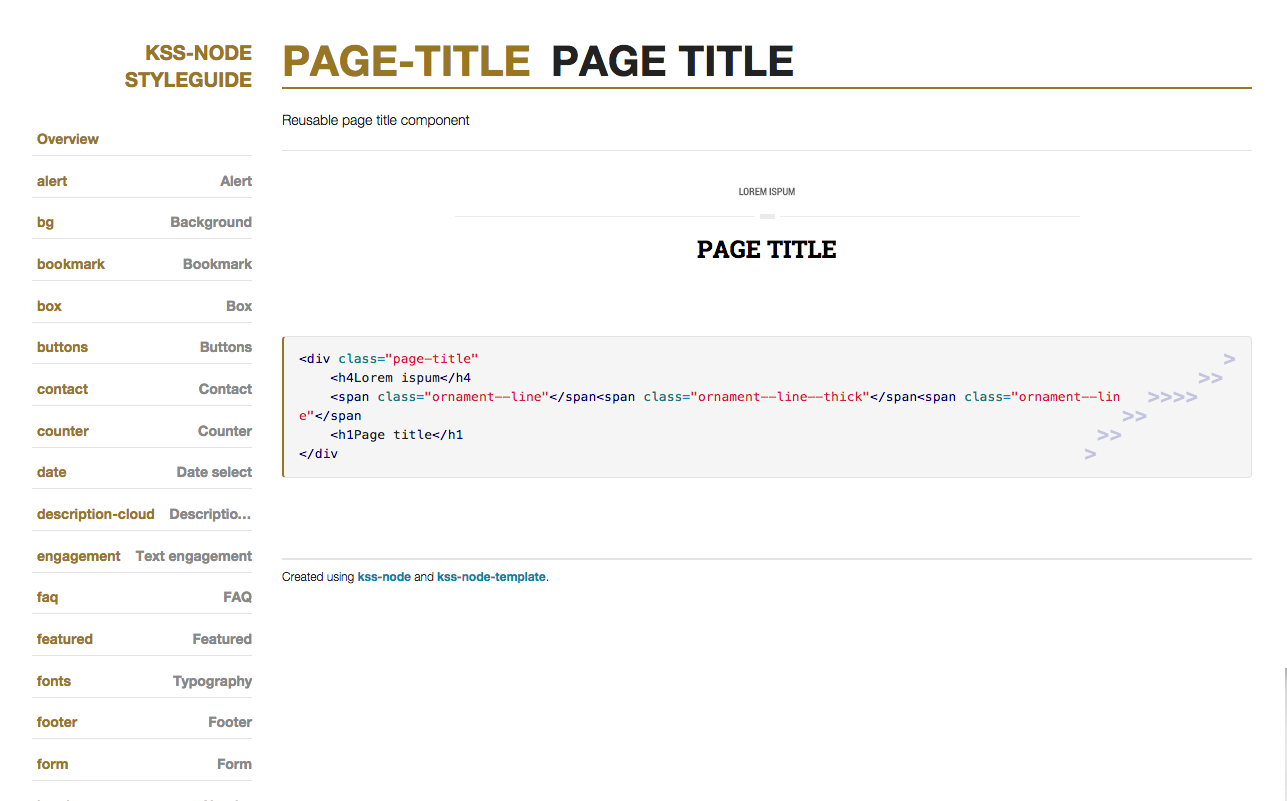 KSS-NODE
STYLEGUIDE
Overview
alert Alert
bg Background
bookmark Bookmark
box Box
buttons Buttons
contact Contact
counter Counter
date Date select
description-cloud Descriptio...
engagement Text engagement
faq FAQ
featured Featured
fonts Typography
footer Footer
form Form
PAGE-TITLE PAGE TITLE
Reusable page title component
LOREM ISPUM
PAGE TITLE
<div class="page-title" >
<h4Lorem ispum</h4 >>
<span class="ornament--line"</span<span class="ornament--line--thick"</span<span class="ornament--lin >>>>
e"</span >>
<h1Page title</h1 >>
</div >
Created using kss-node and kss-node-template.